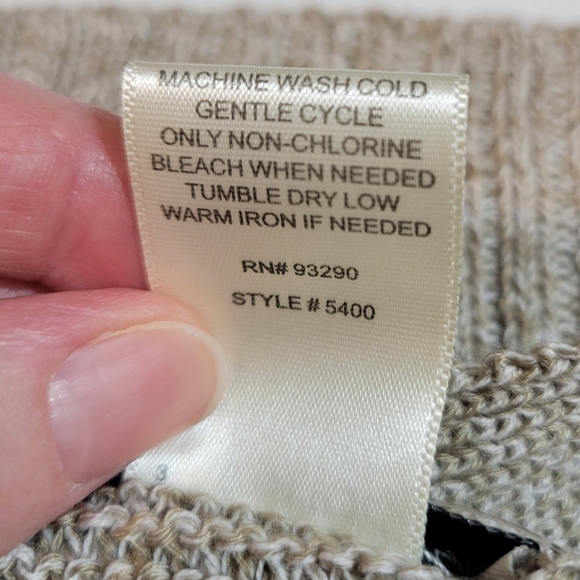 MACHINE WASH COLD
GENTLE CYCLE
ONLY NON-CHLORINE
BLEACH WHEN NEEDED
TUMBLE DRY LOW
WARM IRON IF NEEDED
RN# 93290
STYLE # 5400
3